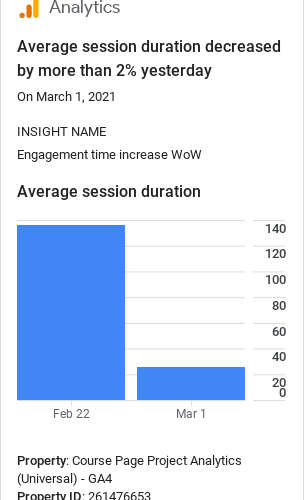 Analytics
Average session duration decreased
by more than 2% yesterday
On March 1, 2021
INSIGHT NAME
Engagement time increase WoW
Average session duration
140
120
100
80
60
40
20
0
Feb 22
Mar 1
Property: Course Page Project Analytics
(Universal) - GA4
Property ID: 261476653